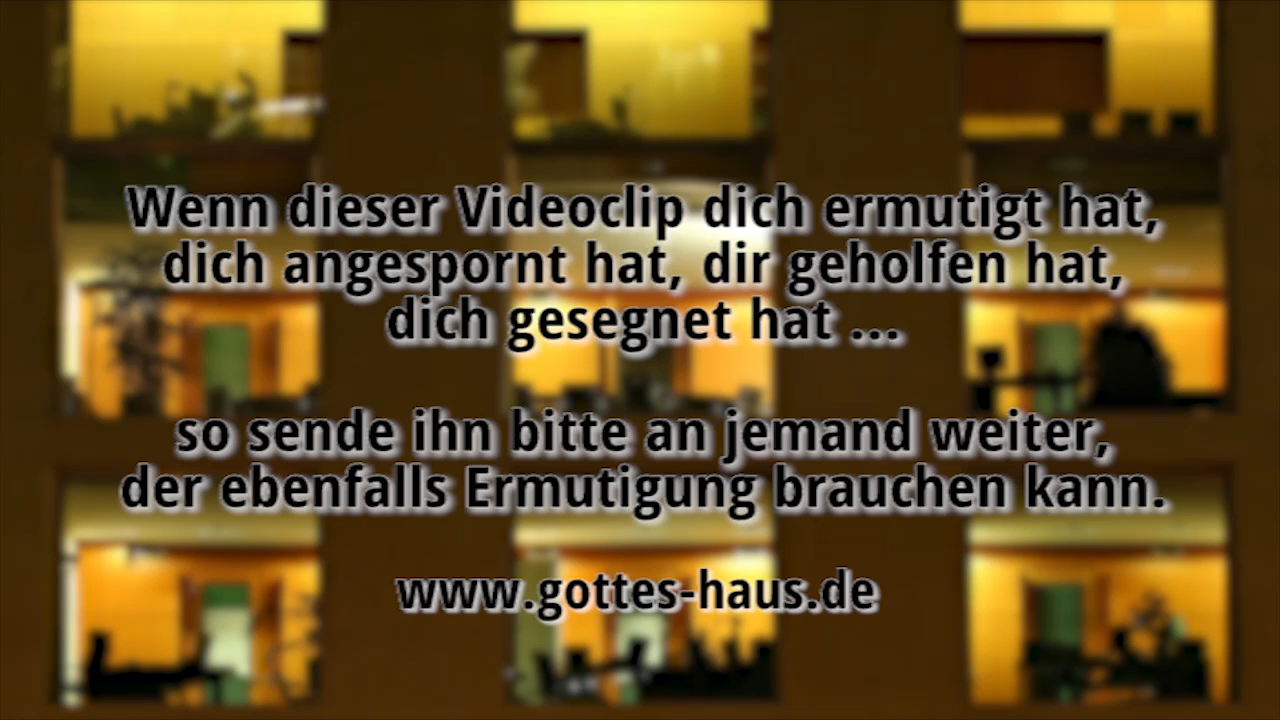 Wenn dieser Videoclip dich ermutigt hat,
dich angespornt hat, dir geholfen hat,
dich gesegnet hat ...
so sende ihn bitte an jemand weiter,
der ebenfalls Ermutigung brauchen kann.
www.gottes-haus.de